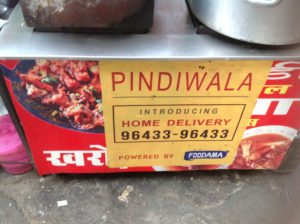 PINDIWALA
INTRODUCING
HOME DELIVERY
96433-96433
POWERED BY FOODAMA